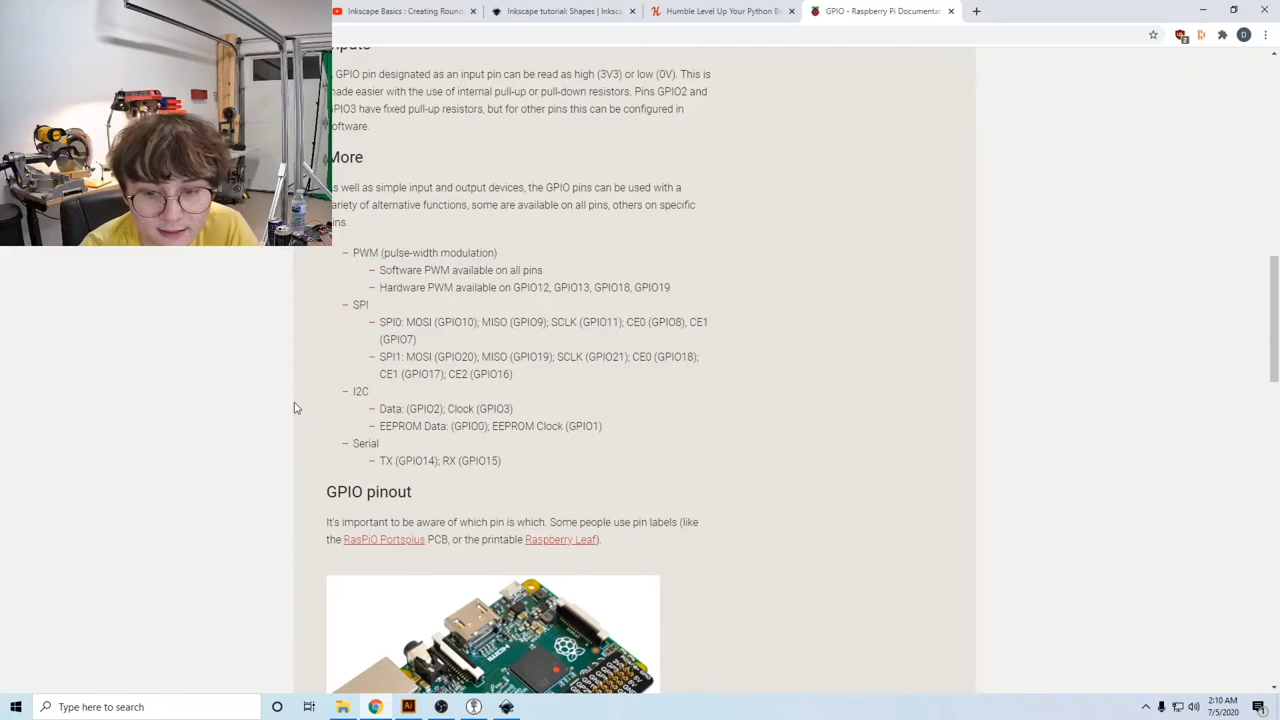 Inkscape Basics : Creating Round
Inkscape tutorial: Shapes | Inksca
Humble Level Up Your Python B
GPIO - Raspberry Pi Documentat
D
GPIO pin designated as an input pin can be read as high (3V3) or low (0V). This is
made easier with the use of internal pull-up or pull-down resistors. Pins GPIO2 and
GPIO3 have fixed pull-up resistors, but for other pins this can be configured in
oftware.
More
s well as simple input and output devices, the GPIO pins can be used with a
ariety of alternative functions, some are available on all pins, others on specific
ins.
– PWM (pulse-width modulation)
– Software PWM available on all pins
– Hardware PWM available on GPIO12, GPIO13, GPIO18, GPIO19
– SPI
– SPI0: MOSI (GPIO10); MISO (GPIO9); SCLK (GPIO11); CE0 (GPIO8), CE1
(GPIO7)
– SPI1: MOSI (GPIO20); MISO (GPIO19); SCLK (GPIO21); CE0 (GPIO18);
CE1 (GPIO17); CE2 (GPIO16)
– I2C
– Data: (GPIO2); Clock (GPIO3)
– EEPROM Data: (GPIO0); EEPROM Clock (GPIO1)
– Serial
– TX (GPIO14); RX (GPIO15)
GPIO pinout
It's important to be aware of which pin is which. Some people use pin labels (like
the RasPiO Portsplus PCB, or the printable Raspberry Leaf).
HDMI
Type here to search
Ai
2:10 AM
7/5/2020